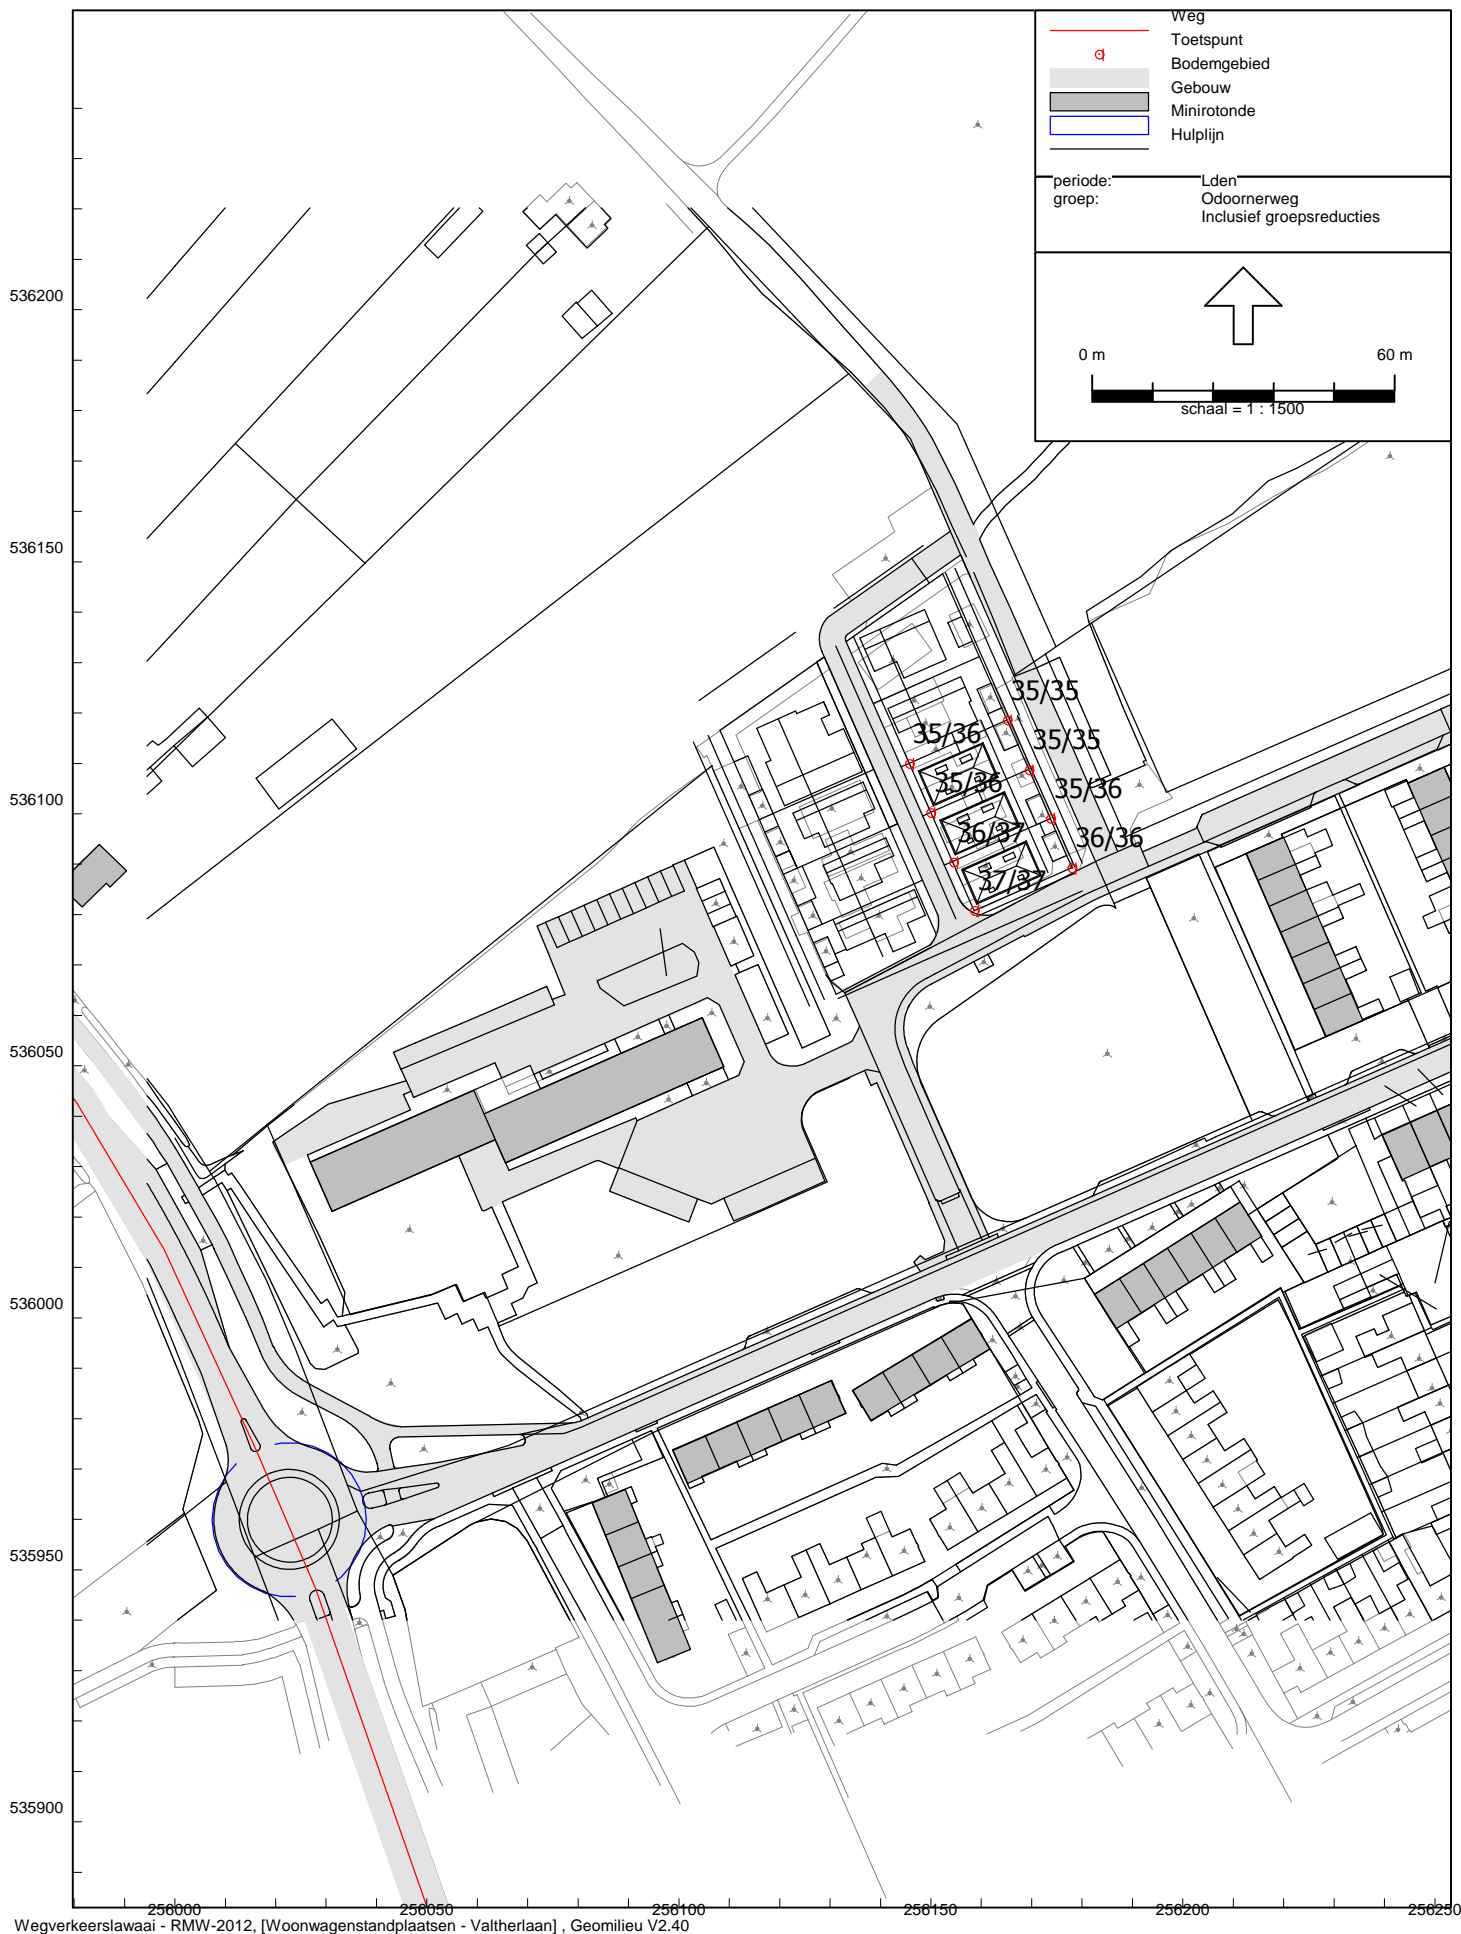 Weg
Toetspunt
Bodemgebied
Gebouw
Minirotonde
Hulplijn
periode: Lden
groep: Odoornerweg
Inclusief groepsreducties
0 m 60 m
schaal = 1 : 1500
536200
536150
35/35
35/36
35/35
35/36
35/36
536100
36/37
36/36
37/37
536050
536000
535950
535900
256000 256050 256100 256150 256200 256250
Wegverkeerslawaai - RMW-2012, [Woonwagenstandplaatsen - Valtherlaan] , Geomilieu V2.40